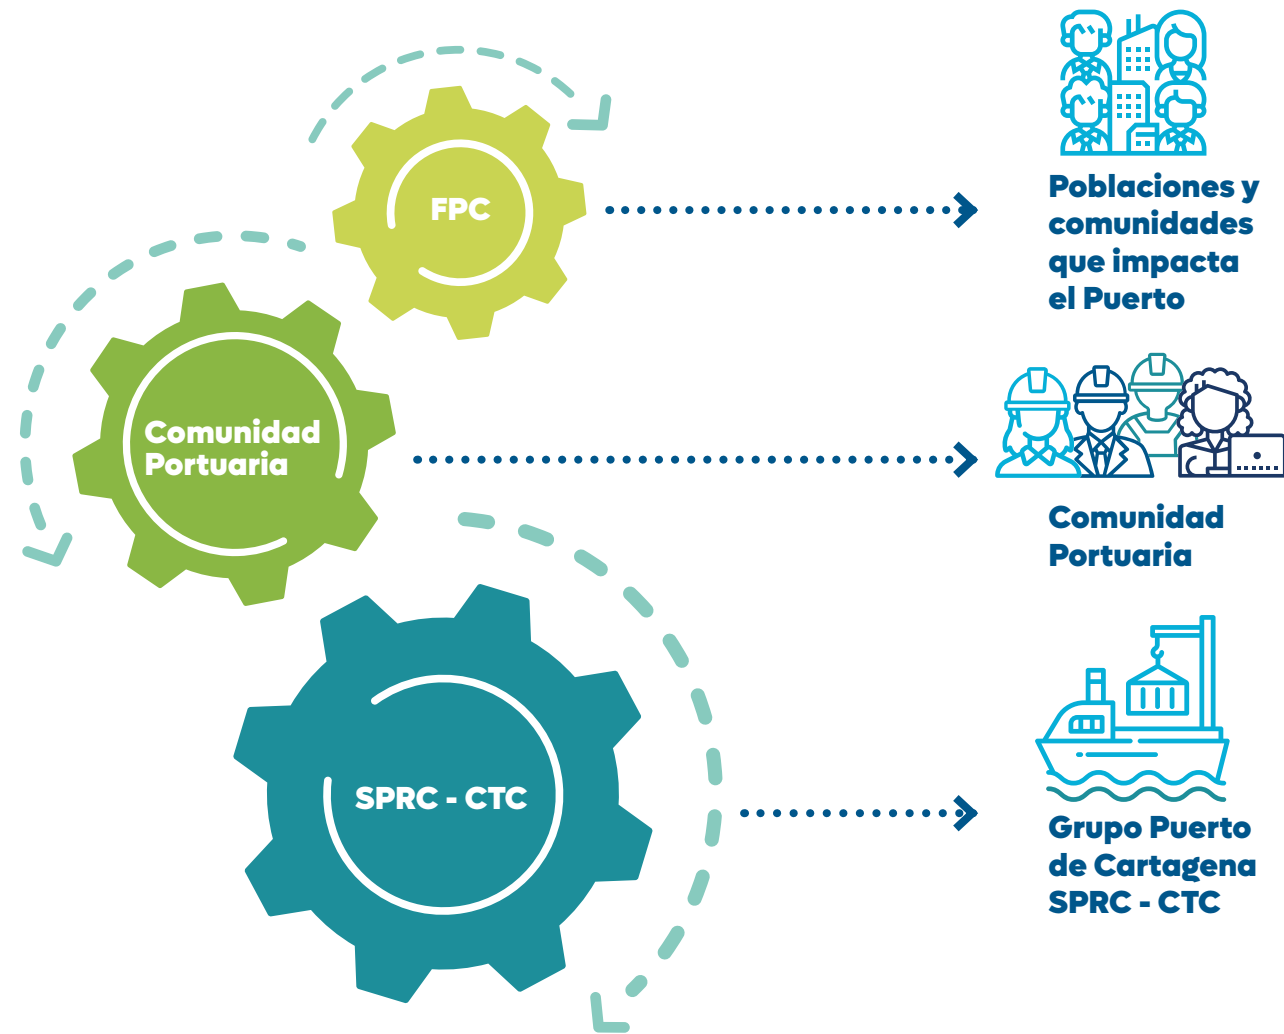 FPC
Poblaciones y
comunidades
que impacta
el Puerto
Comunidad
Portuaria
Comunidad
Portuaria
SPRC - CTC
Grupo Puerto
de Cartagena
SPRC - CTC